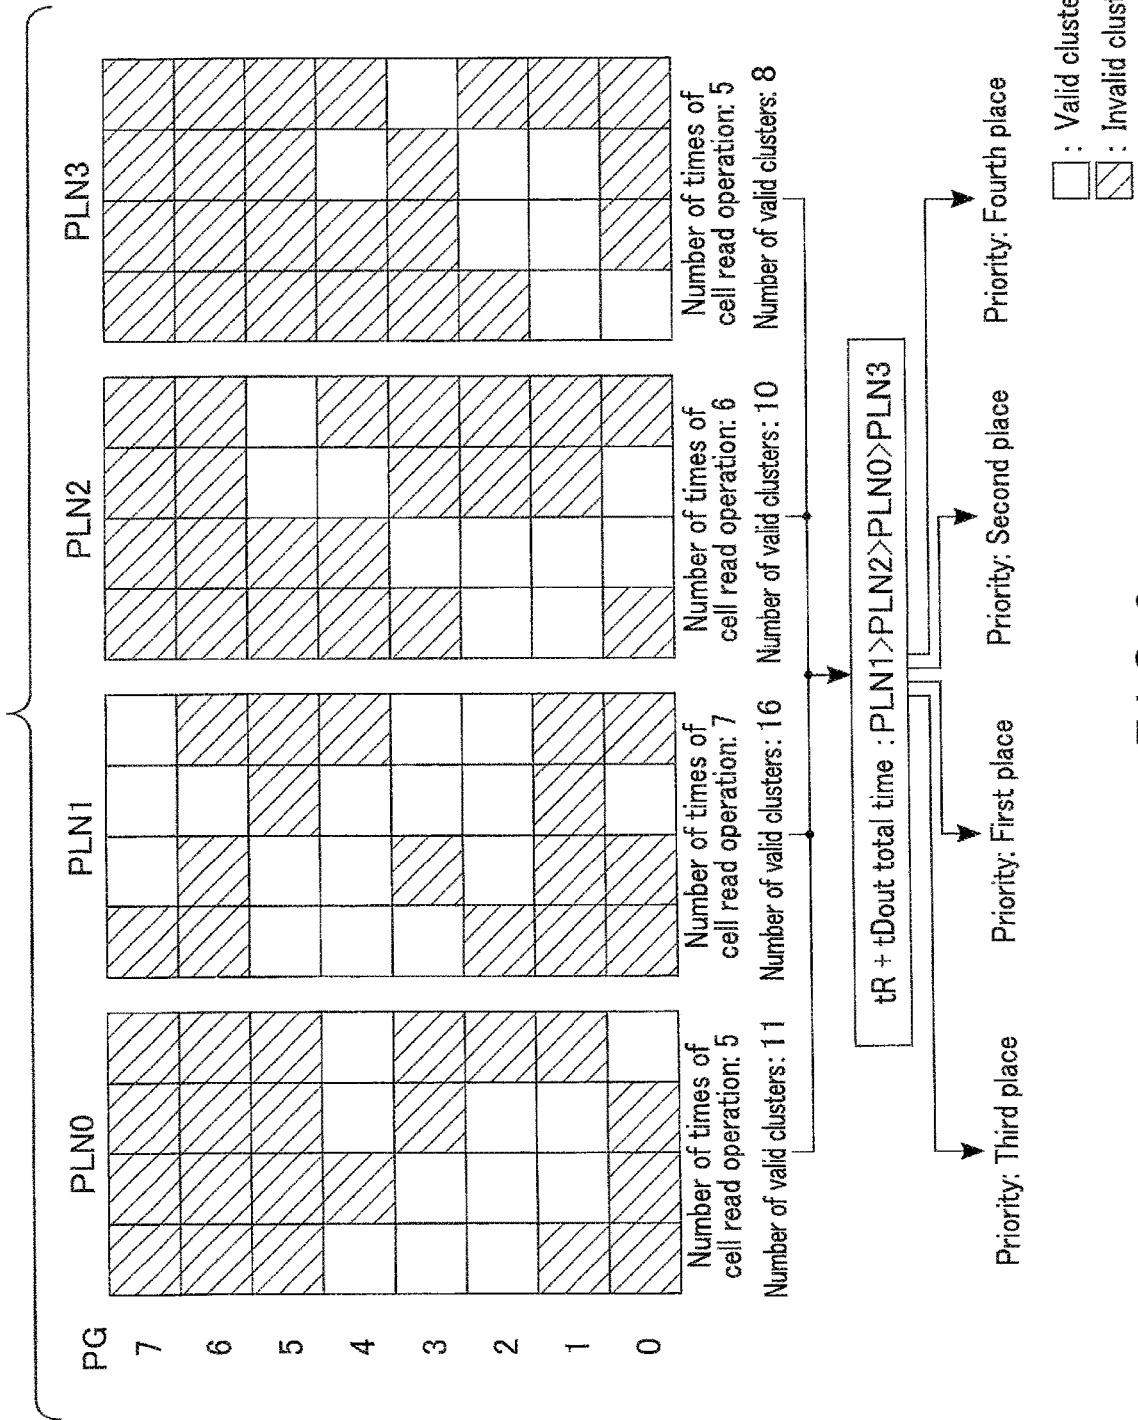 PG
7
6
5
4
3
2
1
0
PLN0
Number of times of
cell read operation: 5
Number of valid clusters: 11
PLN1
Number of times of
cell read operation: 7
Number of valid clusters: 16
PLN2
Number of times of
cell read operation: 6
Number of valid clusters: 10
PLN3
Number of times of
cell read operation: 5
Number of valid clusters: 8
tR + tDout total time : PLN1>PLN2>PLN0>PLN3
Priority: Third place
Priority: First place
Priority: Second place
Priority: Fourth place
: Valid cluste
: Invalid clust